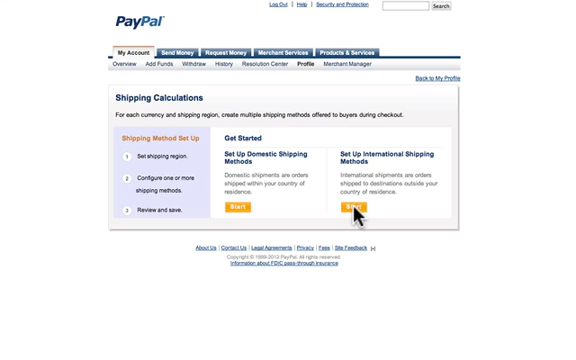 Log Out | Help | Security and Protection
Search
PayPal
My Account Send Money Request Money Merchant Services Products & Services
Overview Add Funds Withdraw History Resolution Center Profile Merchant Manager
Back to My Profile
Shipping Calculations
For each currency and shipping region, create multiple shipping methods offered to buyers during checkout.
Shipping Method Set Up
1 Set shipping region.
2 Configure one or more
shipping methods.
3 Review and save.
Get Started
Set Up Domestic Shipping
Methods
Domestic shipments are orders
shipped within your country of
residence.
Start
Set Up International Shipping
Methods
International shipments are orders
shipped to destinations outside your
country of residence.
Start
About Us | Contact Us | Legal Agreements | Privacy | Fees | Site Feedback [+]
Copyright © 1999-2012 PayPal. All rights reserved.
Information about FDIC pass-through insurance